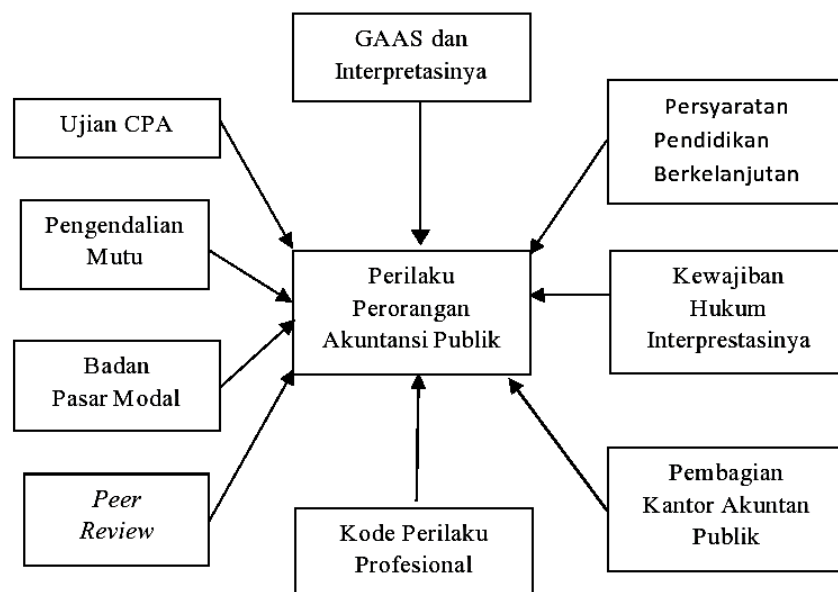 GAAS dan
Interpretasinya
Ujian CPA
Persyaratan
Pendidikan
Berkelanjutan
Pengendalian
Mutu
Perilaku
Perorangan
Akuntansi Publik
Kewajiban
Hukum
Interprestasinya
Badan
Pasar Modal
Peer
Review
Kode Perilaku
Profesional
Pembagian
Kantor Akuntan
Publik